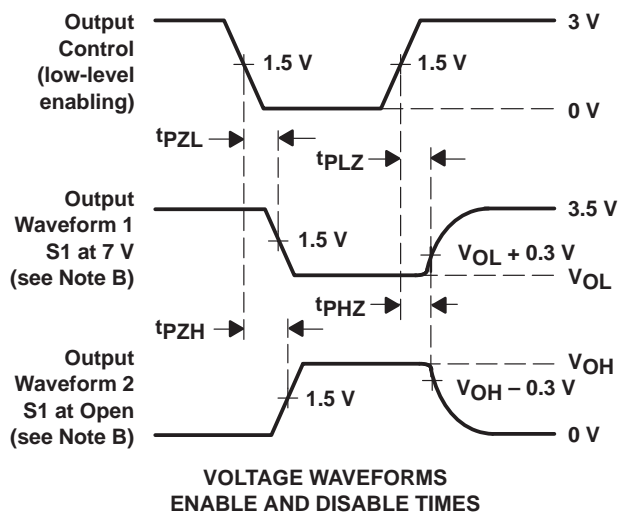 Output
Control
(low-level
enabling)
3 V
1.5 V
1.5 V
0 V
tPZL
tPLZ
Output
Waveform 1
S1 at 7 V
(see Note B)
3.5 V
1.5 V
VOL + 0.3 V
VOL
tPHZ
tPZH
Output
Waveform 2
S1 at Open
(see Note B)
VOH
1.5 V
VOH – 0.3 V
0 V
VOLTAGE WAVEFORMS
ENABLE AND DISABLE TIMES